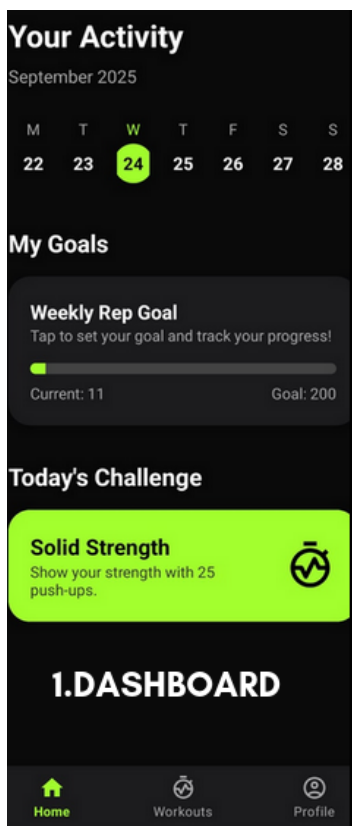 Your Activity
September 2025
M T W T F S S
22 23 24 25 26 27 28
My Goals
Weekly Rep Goal
Tap to set your goal and track your progress!
Current: 11 Goal: 200
Today's Challenge
Solid Strength
Show your strength with 25
push-ups.
1.DASHBOARD
Home Workouts Profile